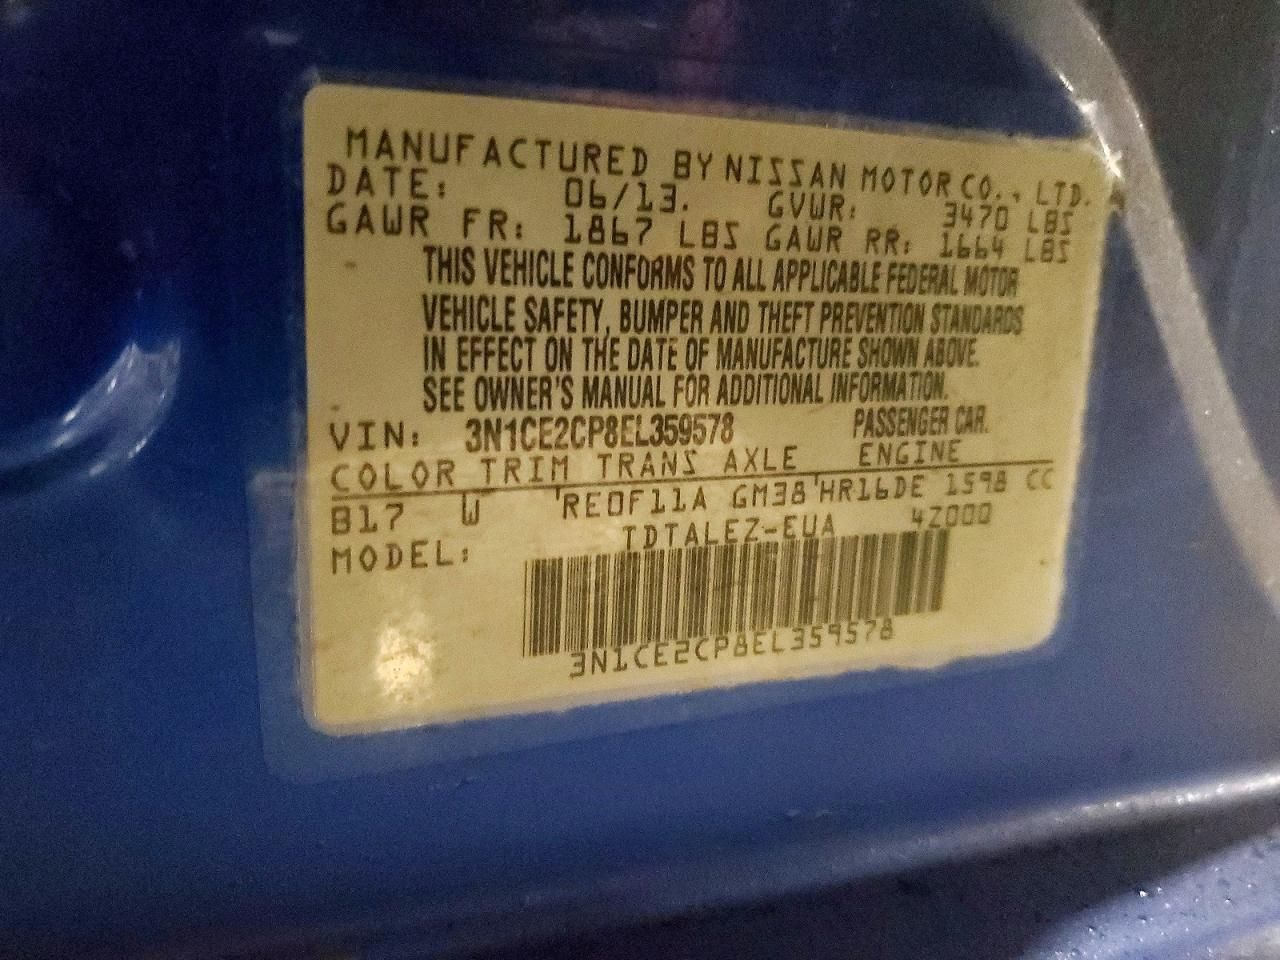 MANUFACTURED BY NISSAN MOTOR CO., LTD.
DATE: 06/13. GVWR: 3470 LBS
GAWR FR: 1867 LBS GAWR RR: 1664 LBS
THIS VEHICLE CONFORMS TO ALL APPLICABLE FEDERAL MOTOR
VEHICLE SAFETY, BUMPER AND THEFT PREVENTION STANDARDS
IN EFFECT ON THE DATE OF MANUFACTURE SHOWN ABOVE.
SEE OWNER'S MANUAL FOR ADDITIONAL INFORMATION.
VIN: 3N1CE2CP8EL359578 PASSENGER CAR.
COLOR TRIM TRANS AXLE ENGINE
B17 W 'RE0F11A GM38'HR16DE 1598 CC
MODEL: TDTALEZ-EUA 4Z000
3N1CE2CP8EL359578